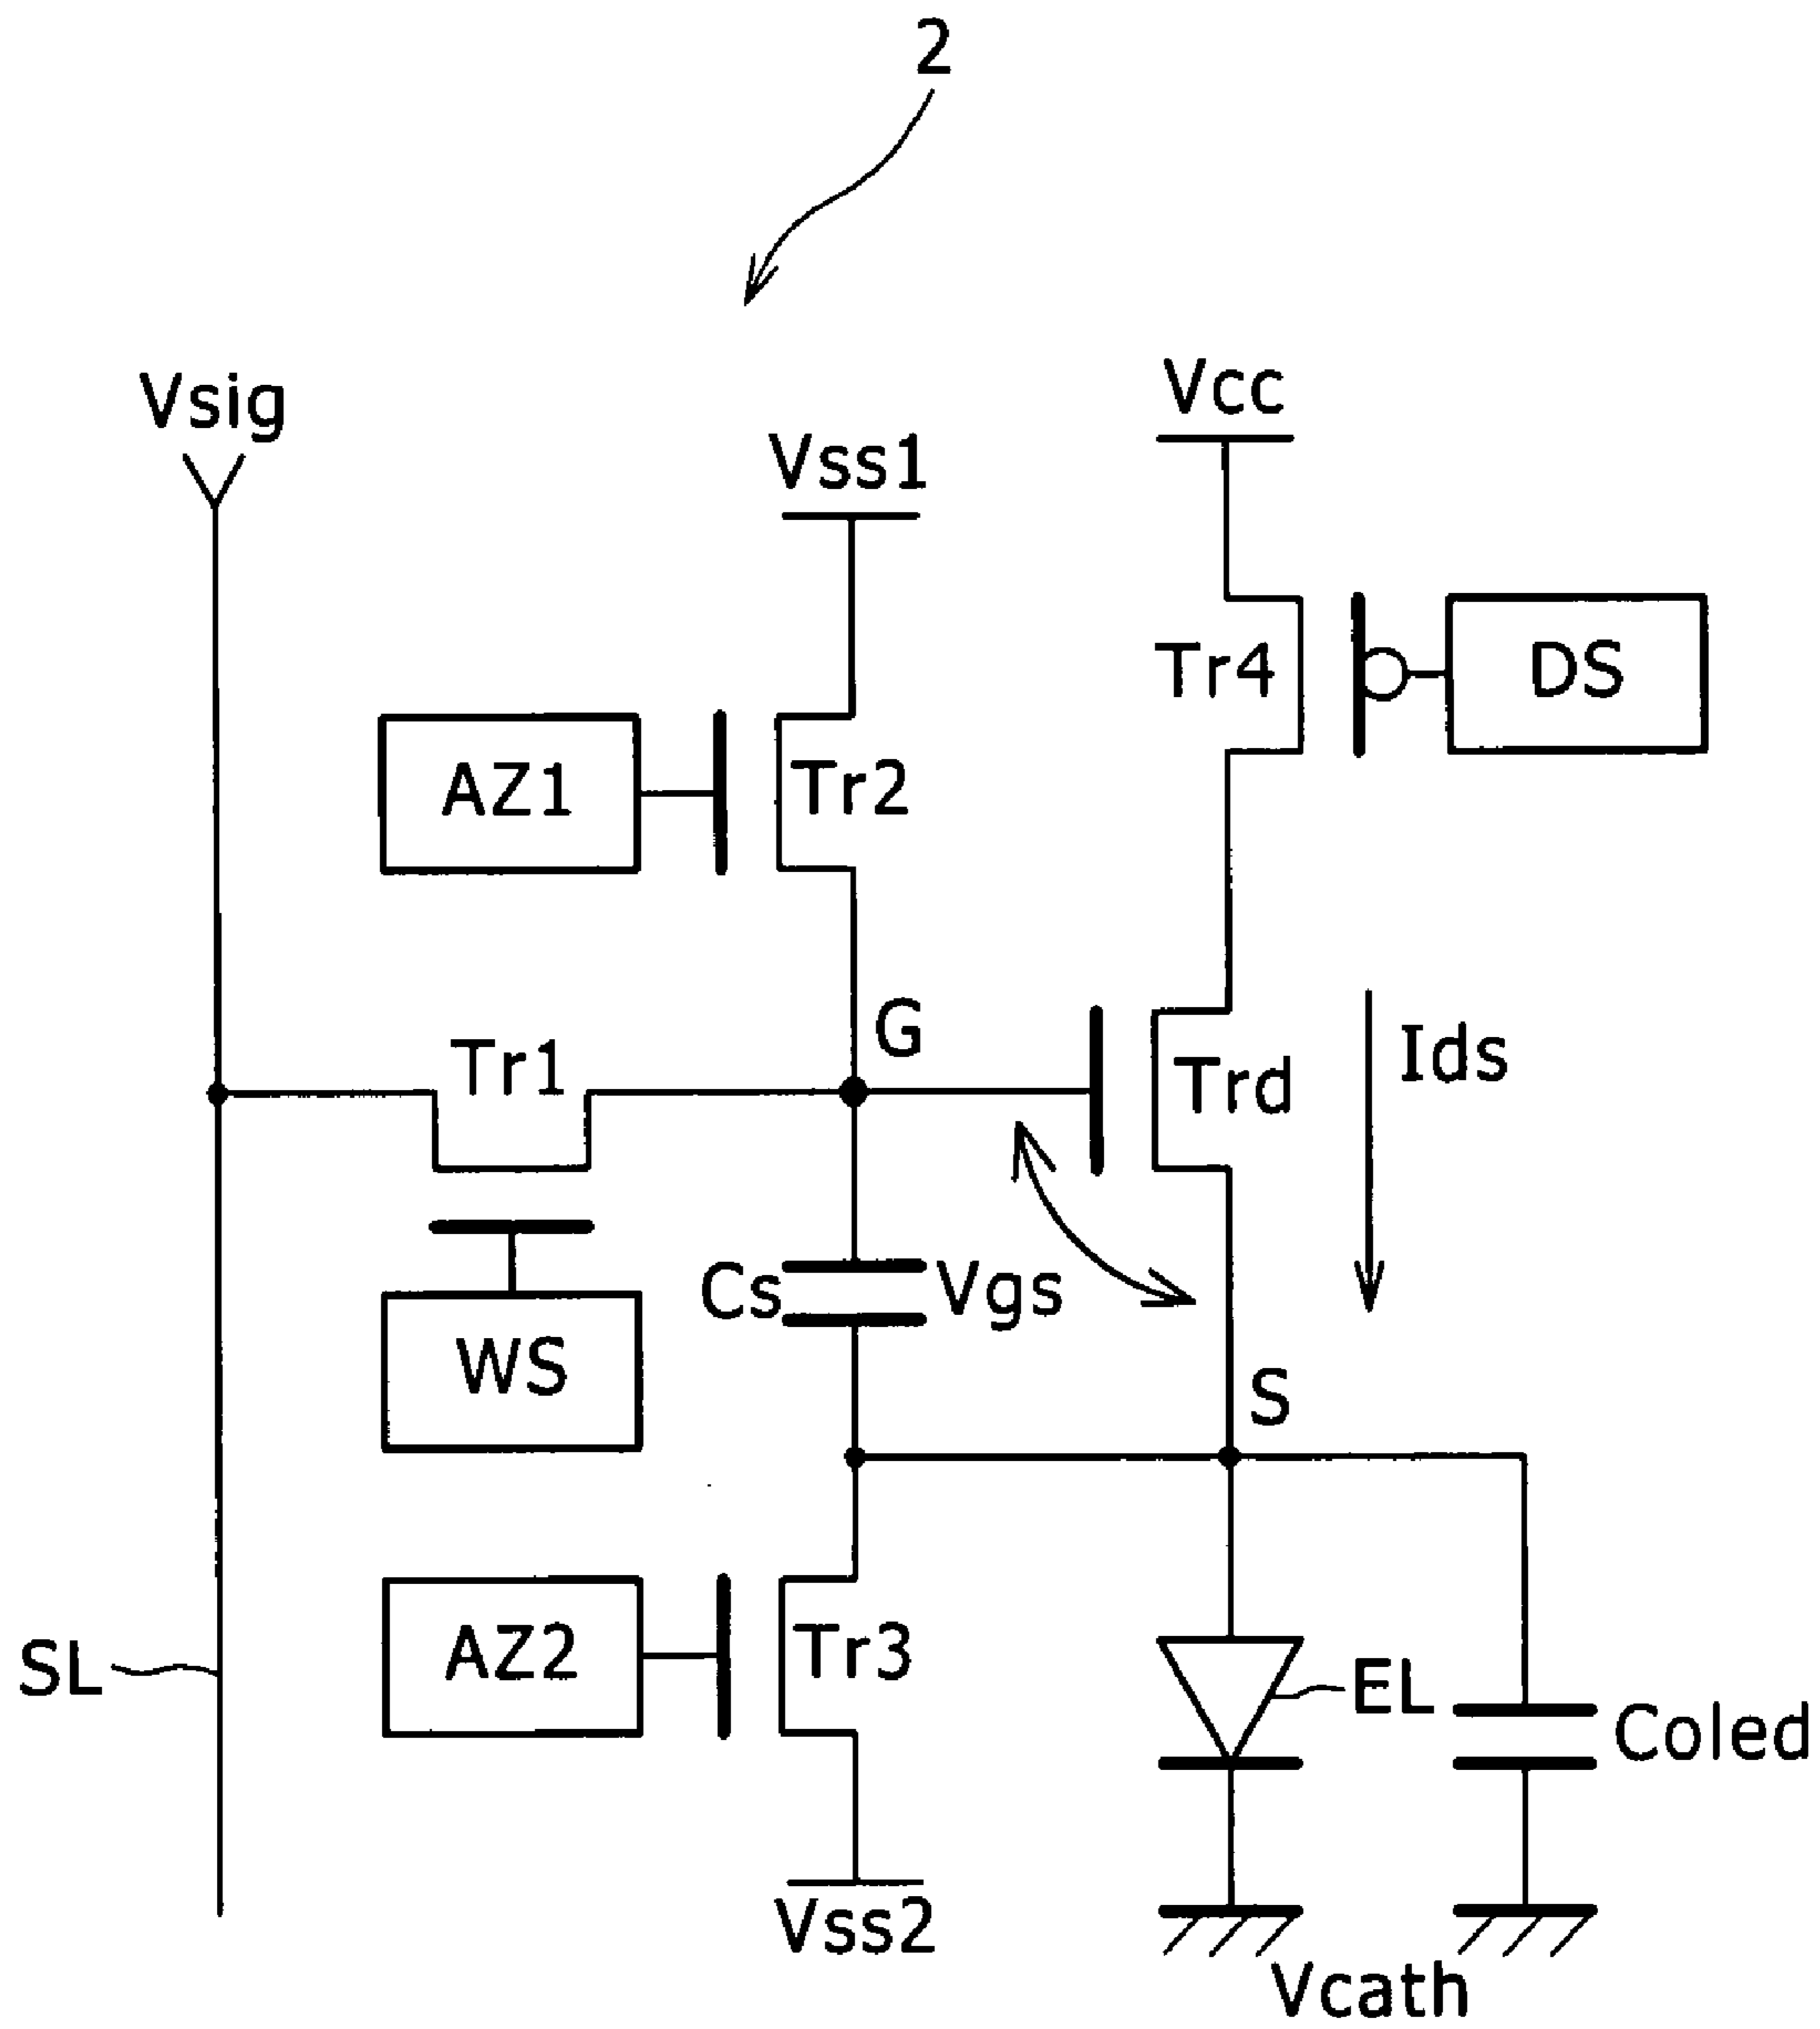 2
Vsig
Vcc
Vss1
Tr4
DS
AZ1
Tr2
G
Tr1
Trd
Ids
Cs
Vgs
WS
S
AZ2
Tr3
SL
EL
Coled
Vss2
Vcath